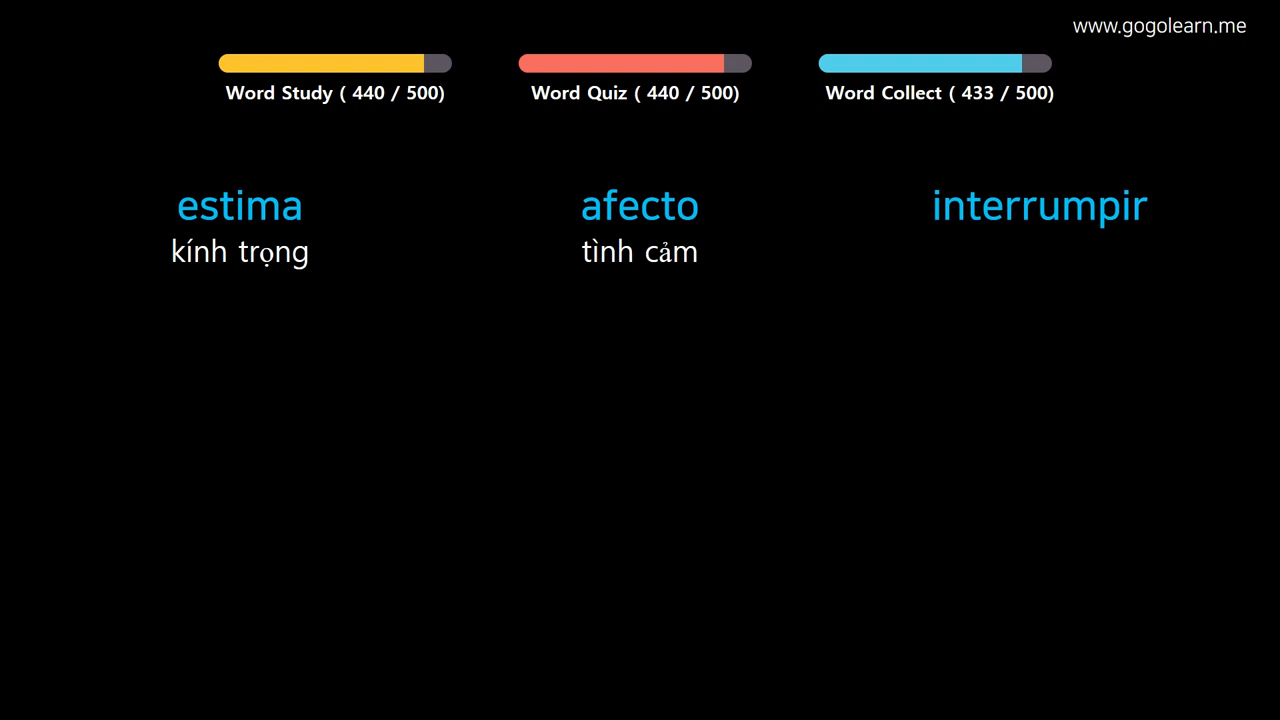 www.gogolearn.me
Word Study ( 440 / 500)
Word Quiz ( 440 / 500)
Word Collect ( 433 / 500)
estima
kính trọng
afecto
tình cảm
interrumpir